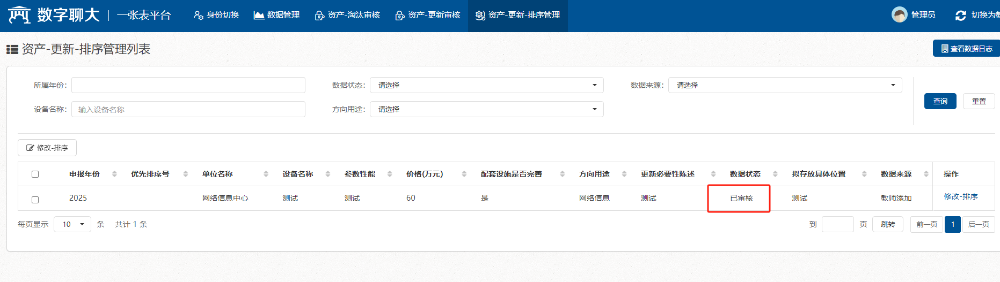 数字聊大 一张表平台 身份切换 数据管理 资产-淘汰审核 资产-更新审核 资产-更新-排序管理 管理员 切换为
资产-更新-排序管理列表 查看数据日志
所属年份: 数据状态: 请选择 数据来源: 请选择
设备名称: 输入设备名称 方向用途: 请选择 查询 重置
修改-排序
申报年份 优先排序号 单位名称 设备名称 参数性能 价格(万元) 配套设施是否完善 方向用途 更新必要性陈述 数据状态 拟存放具体位置 数据来源 操作
2025 网络信息中心 测试 测试 60 是 网络信息 测试 已审核 测试 教师添加 修改-排序
每页显示 10 条 共计 1 条 到 页 跳转 前一页 1 后一页